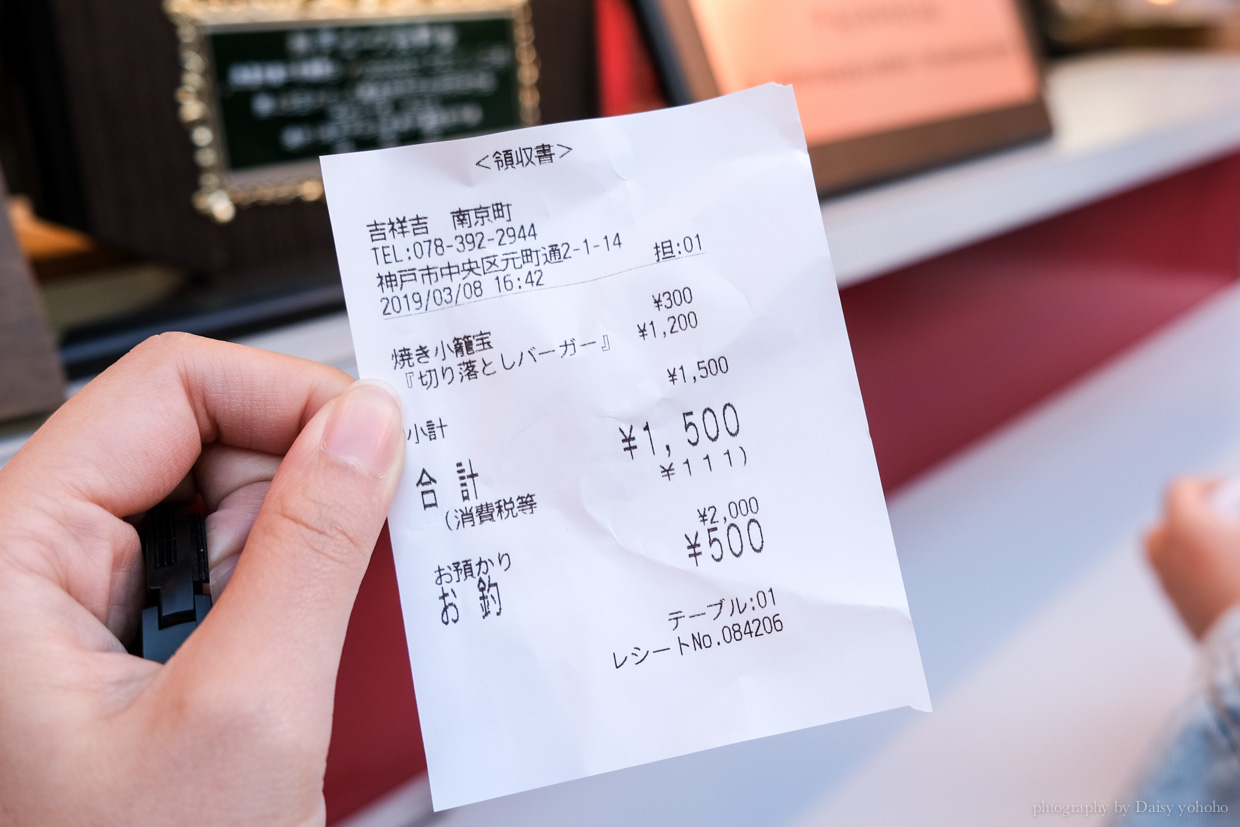 <領収書>
吉祥吉　南京町
TEL:078-392-2944
神戸市中央区元町通2-1-14
2019/03/08 16:42 担:01
焼き小籠宝 ¥300
『切り落としバーガー』 ¥1,200
小計 ¥1,500
合計 ¥1,500
(消費税等 ¥111)
お預かり ¥2,000
お釣 ¥500
テーブル:01
レシートNo.084206
phtography by Daisy yohoho